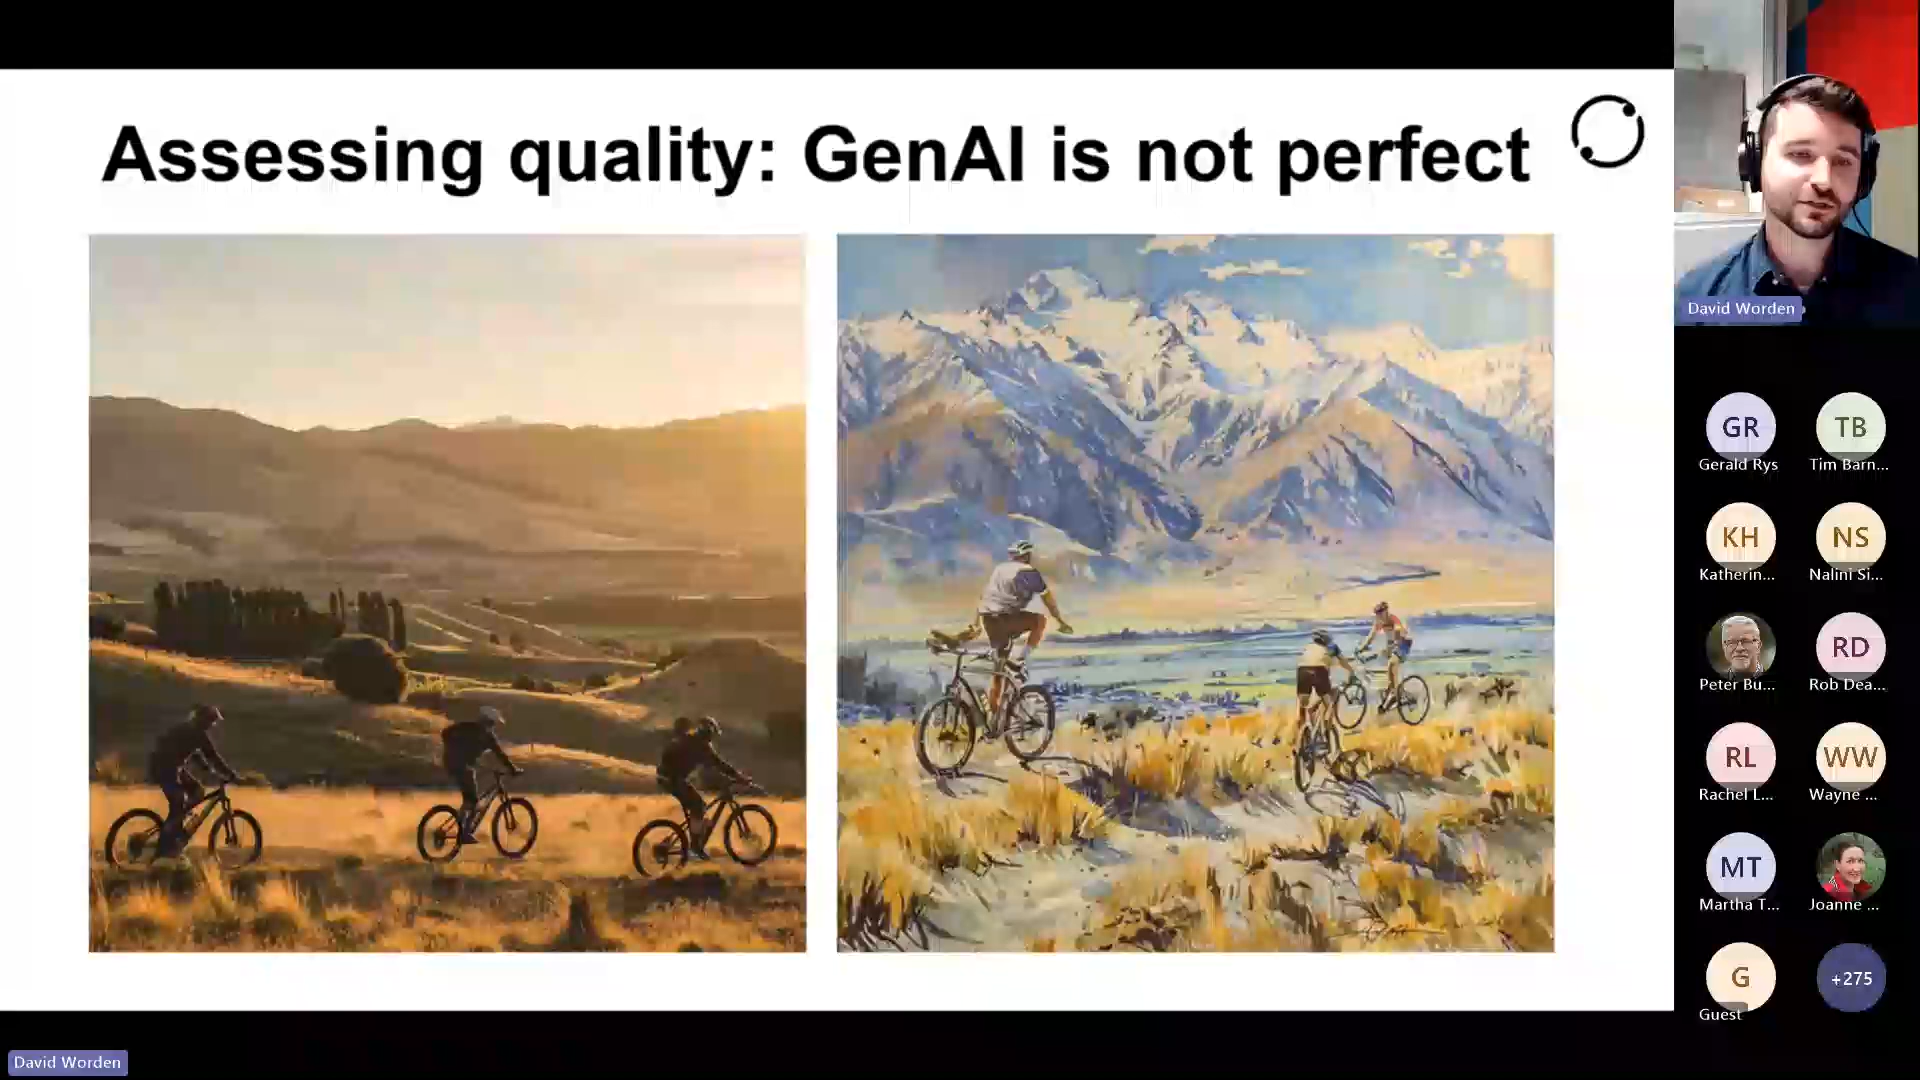 Assessing quality: GenAI is not perfect
David Worden
GR
TB
Gerald Rys
Tim Barn...
KH
NS
Katherin...
Nalini Si...
RD
Peter Bu...
Rob Dea...
RL
WW
Rachel L...
Wayne ...
MT
Martha T...
Joanne ...
G
+275
Guest
David Worden